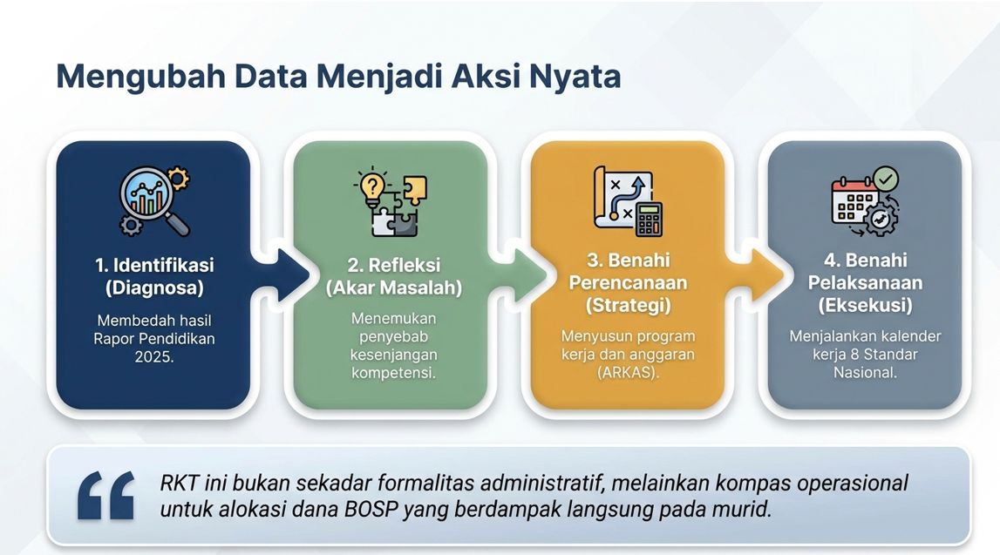 Mengubah Data Menjadi Aksi Nyata
1. Identifikasi
(Diagnosa)
Membedah hasil
Rapor Pendidikan
2025.
2. Refleksi
(Akar Masalah)
Menemukan
penyebab
kesenjangan
kompetensi.
3. Benahi
Perencanaan
(Strategi)
Menyusun program
kerja dan anggaran
(ARKAS).
4. Benahi
Pelaksanaan
(Eksekusi)
Menjalankan kalender
kerja 8 Standar
Nasional.
RKT ini bukan sekadar formalitas administratif, melainkan kompas operasional
untuk alokasi dana BOSP yang berdampak langsung pada murid.